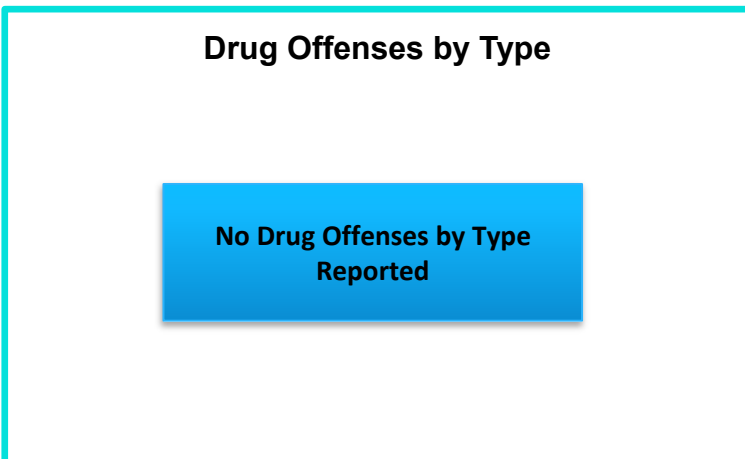 Drug Offenses by Type
No Drug Offenses by Type
Reported